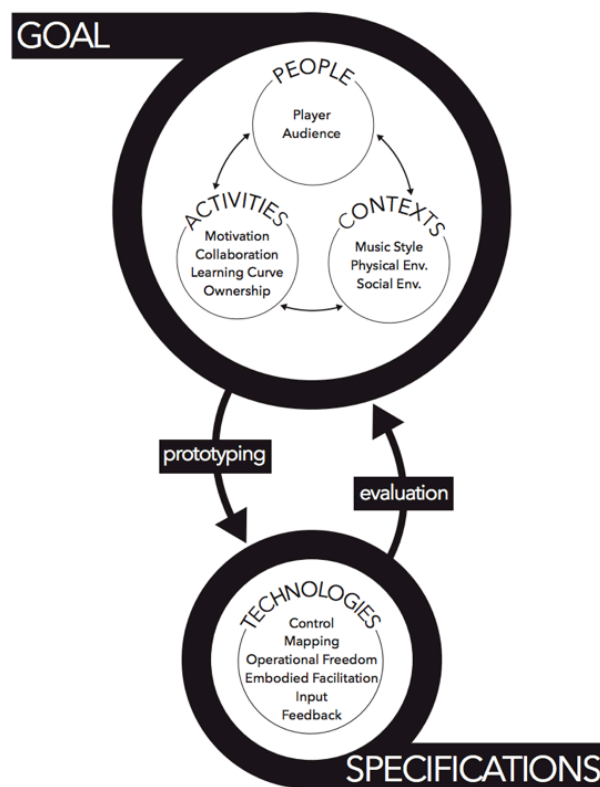 GOAL
PEOPLE
Player
Audience
ACTIVITIES
Motivation
Collaboration
Learning Curve
Ownership
CONTEXTS
Music Style
Physical Env.
Social Env.
prototyping
evaluation
TECHNOLOGIES
Control
Mapping
Operational Freedom
Embodied Facilitation
Input
Feedback
SPECIFICATIONS